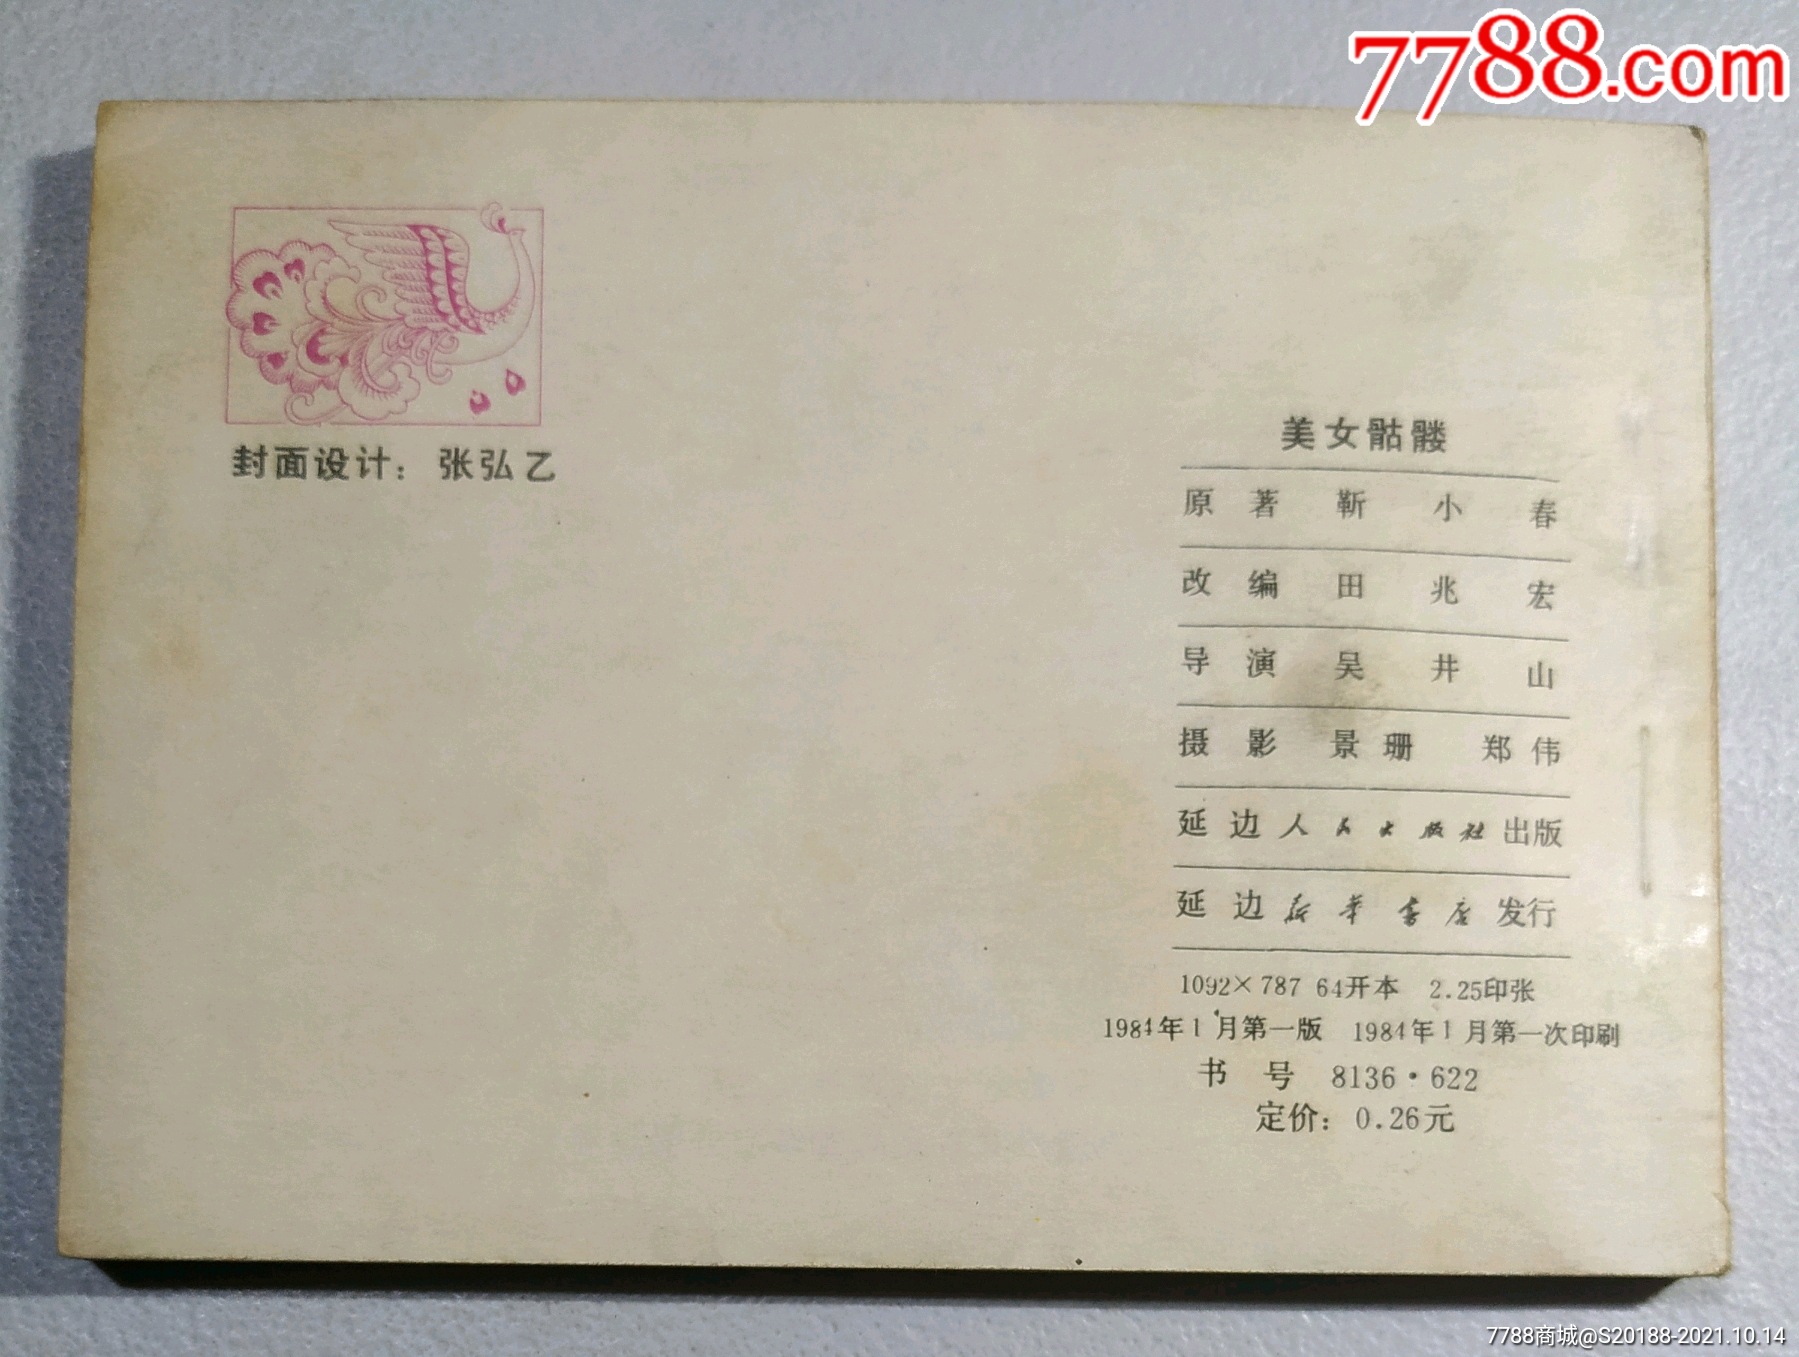 7788.com
封面设计：张弘乙
美女骷髅
原著 靳小春
改编 田兆宏
导演 吴井山
摄影 景珊 郑伟
延边人民出版社出版
延边新华书店发行
1092×787 64开本 2.25印张
1984年1月第一版 1984年1月第一次印刷
书号 8136·622
定价：0.26元
7788商城@S20188-2021.10.14